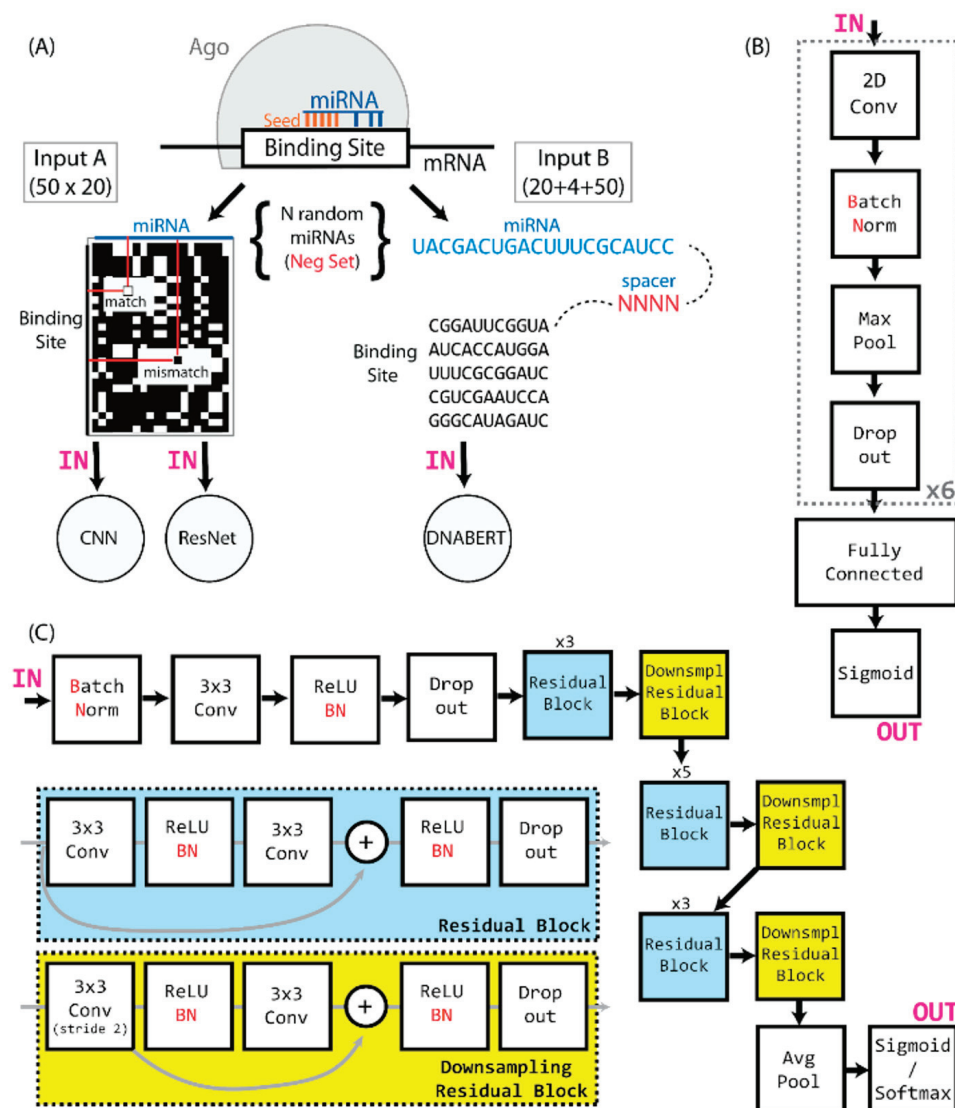 (A)
Ago
miRNA
Seed
Binding Site
mRNA
Input A
(50 x 20)
Input B
(20+4+50)
N random
miRNAs
(Neg Set)
miRNA
match
mismatch
Binding
Site
miRNA
UACGACUGACUUUCGCAUCC
spacer
NNNN
Binding
Site
CGGAUUCGGUA
AUCACCAUGGA
UUUCGCGGAUC
CGUCGAAUCCA
GGGCAUAGAUC
IN
IN
IN
CNN
ResNet
DNABERT
(B)
IN
2D
Conv
Batch
Norm
Max
Pool
Drop
out
x6
Fully
Connected
Sigmoid
OUT
(C)
IN
Batch
Norm
3x3
Conv
ReLU
BN
Drop
out
x3
Residual
Block
Downsmpl
Residual
Block
x5
Residual
Block
Downsmpl
Residual
Block
x3
Residual
Block
Downsmpl
Residual
Block
Avg
Pool
OUT
Sigmoid
/
Softmax
3x3
Conv
ReLU
BN
3x3
Conv
+
ReLU
BN
Drop
out
Residual Block
3x3
Conv
(stride 2)
ReLU
BN
3x3
Conv
+
ReLU
BN
Drop
out
Downsampling
Residual Block